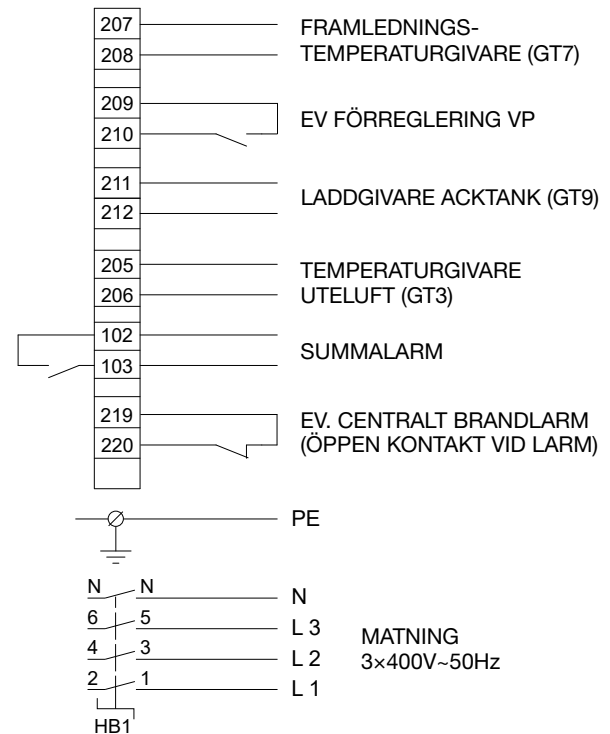 207
208
FRAMLEDNINGS-
TEMPERATURGIVARE (GT7)
209
210
EV FÖRREGLERING VP
211
212
LADDGIVARE ACKTANK (GT9)
205
206
TEMPERATURGIVARE
UTELUFT (GT3)
102
103
SUMMALARM
219
220
EV. CENTRALT BRANDLARM
(ÖPPEN KONTAKT VID LARM)
PE
N N N
6 5 L 3
4 3 L 2
2 1 L 1
MATNING
3×400V~50Hz
HB1